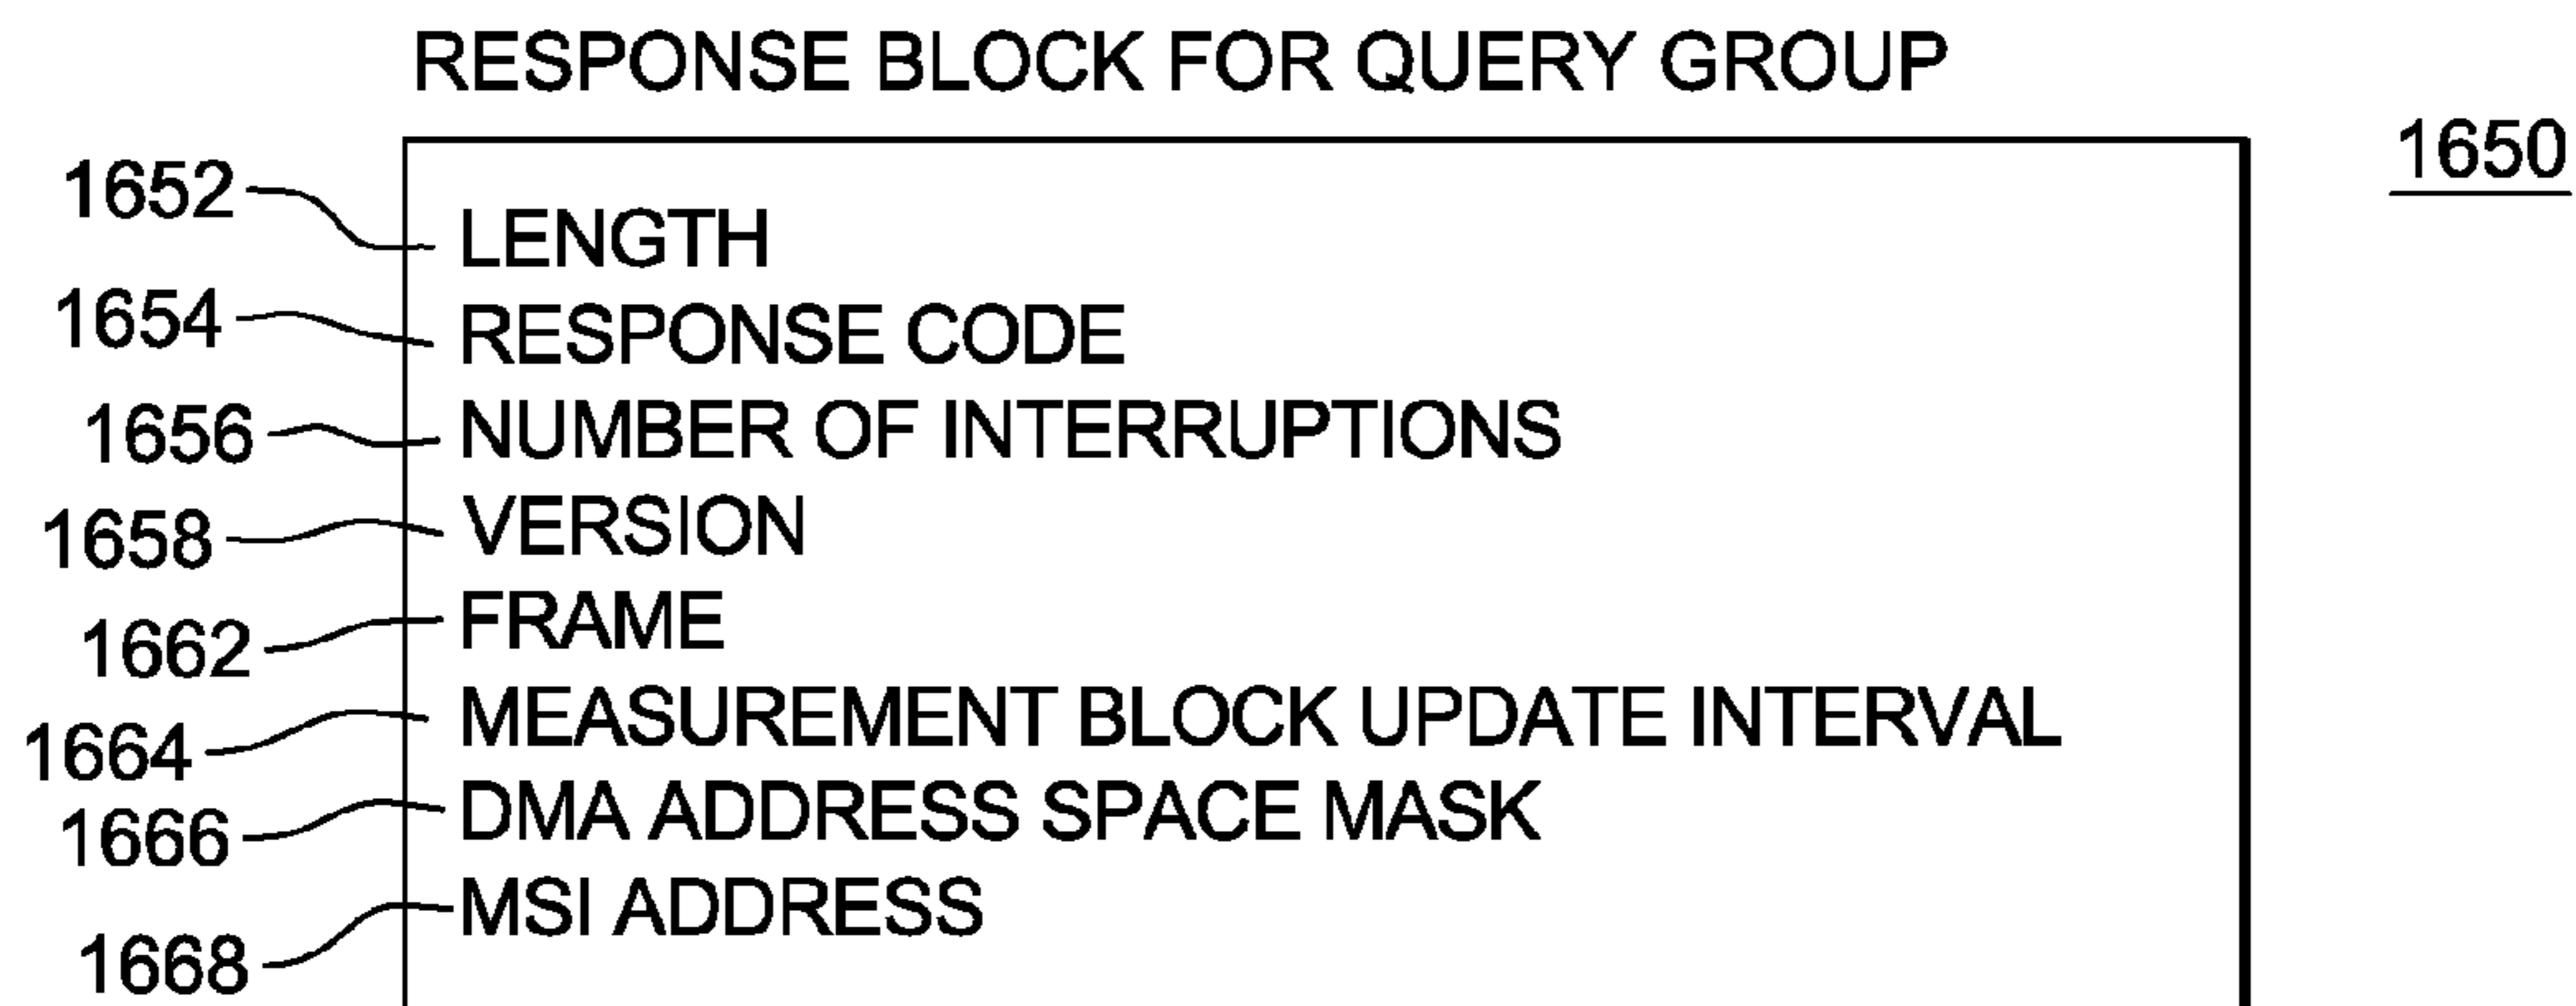 RESPONSE BLOCK FOR QUERY GROUP
1650
1652 LENGTH
1654 RESPONSE CODE
1656 NUMBER OF INTERRUPTIONS
1658 VERSION
1662 FRAME
1664 MEASUREMENT BLOCK UPDATE INTERVAL
1666 DMA ADDRESS SPACE MASK
1668 MSI ADDRESS